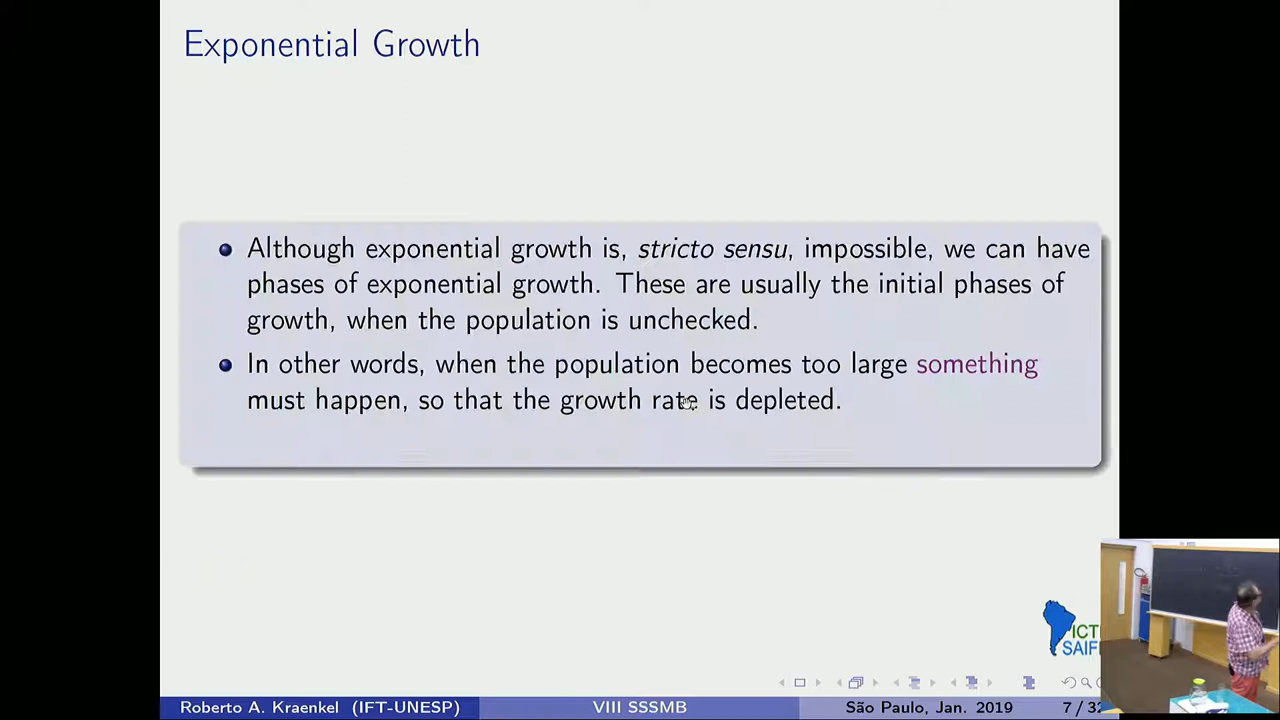 Exponential Growth
Although exponential growth is, stricto sensu, impossible, we can have
phases of exponential growth. These are usually the initial phases of
growth, when the population is unchecked.
In other words, when the population becomes too large something
must happen, so that the growth rate is depleted.
ICT
SAIF
Roberto A. Kraenkel (IFT-UNESP) VIII SSSMB São Paulo, Jan. 2019 7 / 32